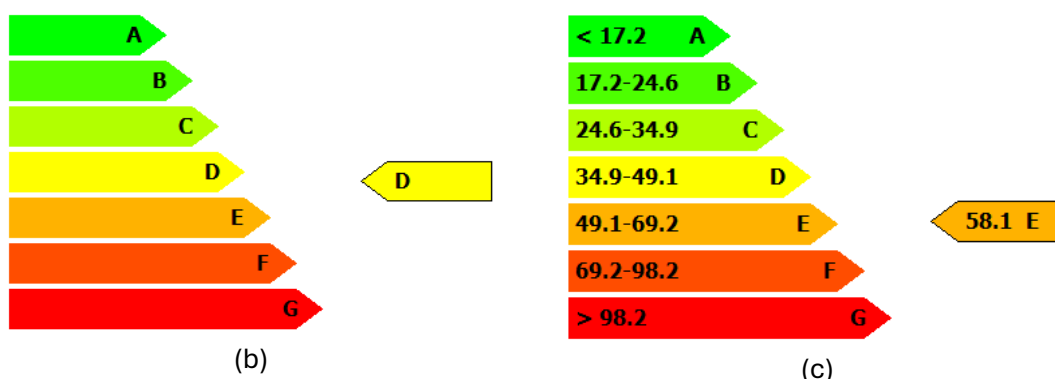 A
B
C
D
E
F
G
D
(b)
< 17.2 A
17.2-24.6 B
24.6-34.9 C
34.9-49.1 D
49.1-69.2 E
69.2-98.2 F
> 98.2 G
58.1 E
(c)